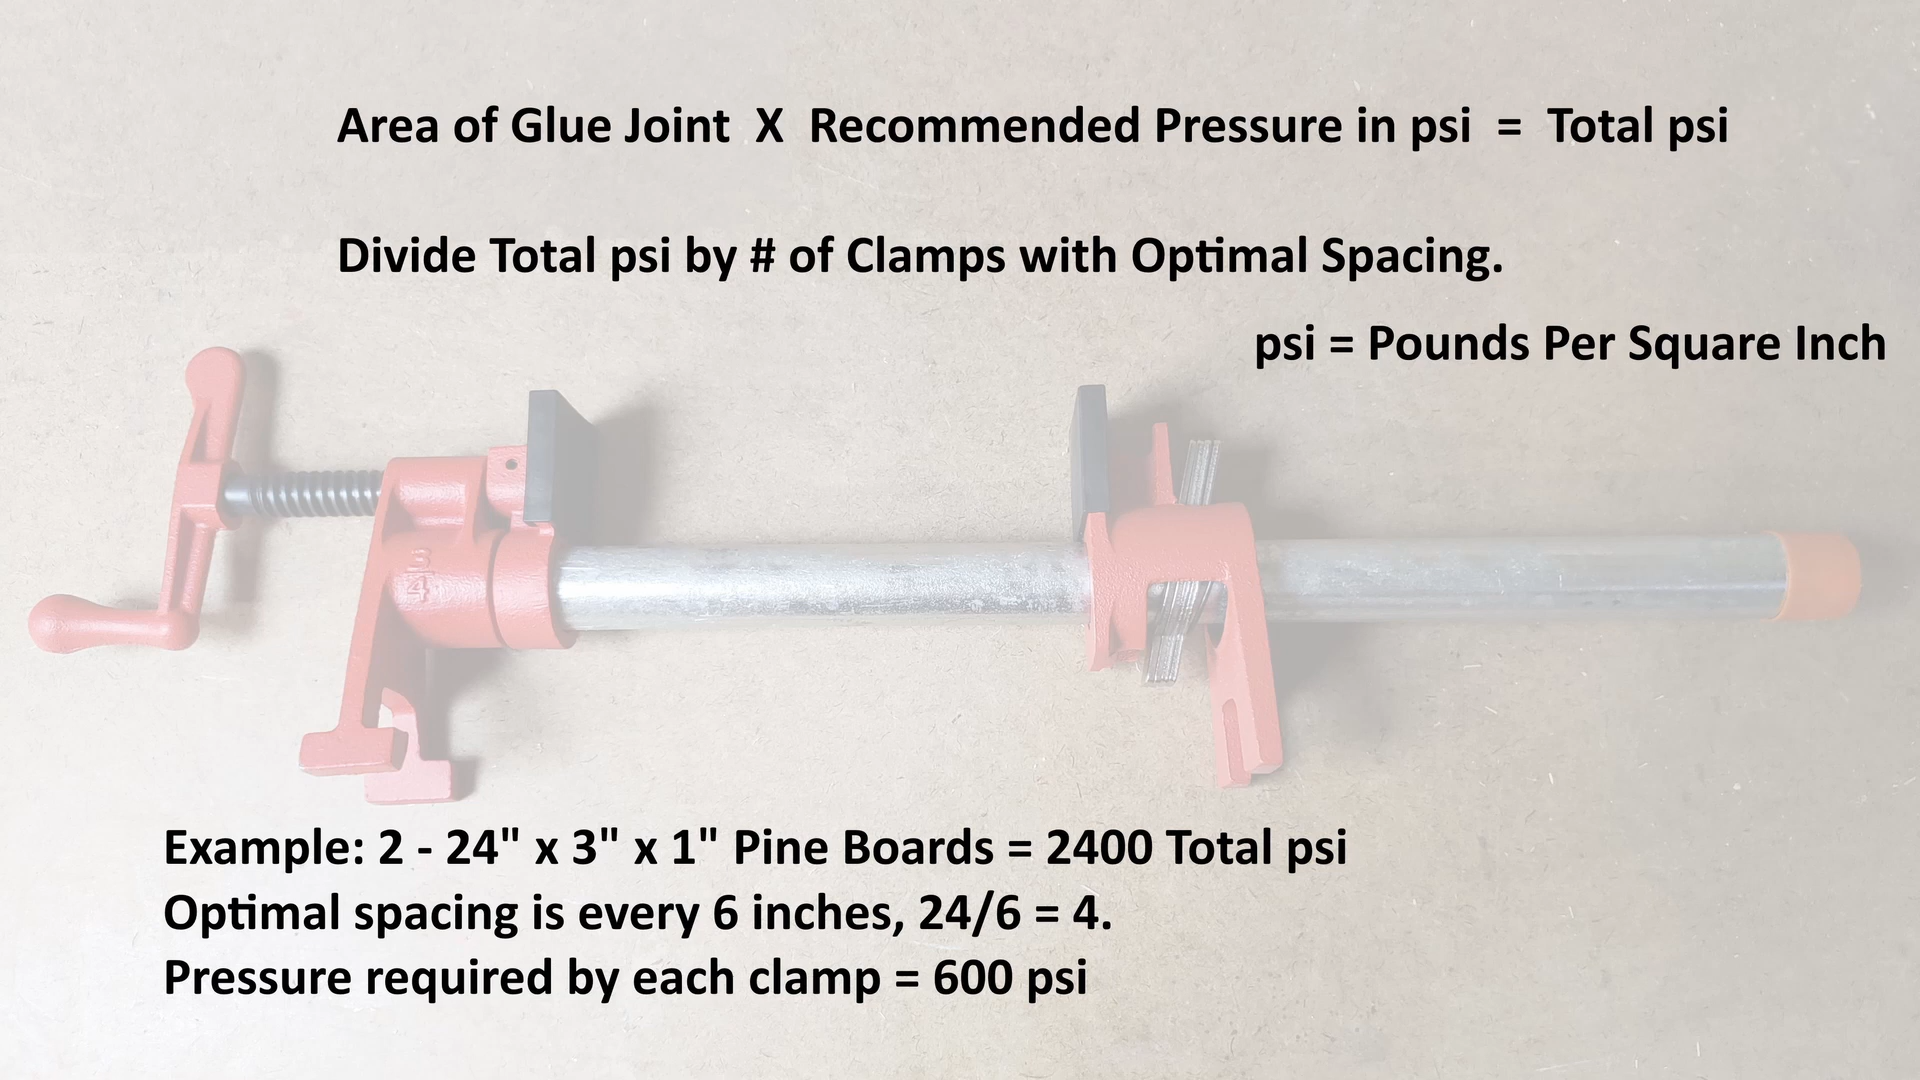 Area of Glue Joint X Recommended Pressure in psi = Total psi
Divide Total psi by # of Clamps with Optimal Spacing.
psi = Pounds Per Square Inch
3
4
Example: 2 - 24" x 3" x 1" Pine Boards = 2400 Total psi
Optimal spacing is every 6 inches, 24/6 = 4.
Pressure required by each clamp = 600 psi